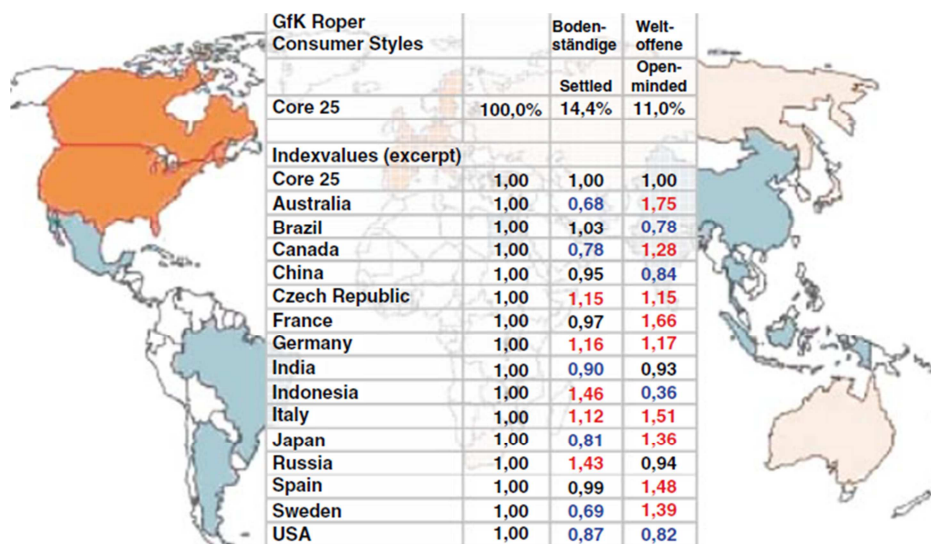 GfK Roper
Consumer Styles
Boden-
ständige
Welt-
offene
Settled
Open-
minded
Core 25 100,0% 14,4% 11,0%
Indexvalues (excerpt)
Core 25 1,00 1,00 1,00
Australia 1,00 0,68 1,75
Brazil 1,00 1,03 0,78
Canada 1,00 0,78 1,28
China 1,00 0,95 0,84
Czech Republic 1,00 1,15 1,15
France 1,00 0,97 1,66
Germany 1,00 1,16 1,17
India 1,00 0,90 0,93
Indonesia 1,00 1,46 0,36
Italy 1,00 1,12 1,51
Japan 1,00 0,81 1,36
Russia 1,00 1,43 0,94
Spain 1,00 0,99 1,48
Sweden 1,00 0,69 1,39
USA 1,00 0,87 0,82